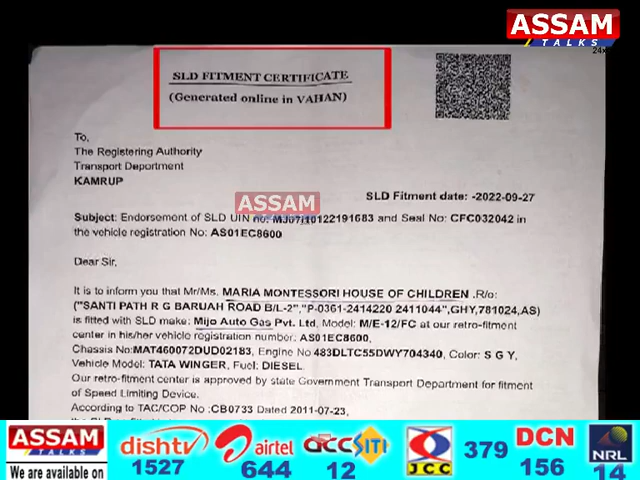 ASSAM
TALKS
24x
SLD FITMENT CERTIFICATE
(Generated online in VAHAN)
To,
The Registering Authority
Transport Department
KAMRUP
SLD Fitment date: -2022-09-27
ASSAM
Subject: Endorsement of SLD UIN no: MJ07/10122191683 and Seal No: CFC032042 in
the vehicle registration No: AS01EC8600
Dear Sir,
It is to inform you that Mr/Ms. MARIA MONTESSORI HOUSE OF CHILDREN .R/o:
("SANTI PATH R G BARUAH ROAD B/L-2","P-0361-2414220 2411044",GHY,781024,AS)
is fitted with SLD make: Mijo Auto Gas Pvt. Ltd, Model: M/E-12/FC at our retro-fitment
center in his/her vehicle registration number: AS01EC8600,
Chassis No:MAT460072DUD02183, Engine No 483DLTC55DWY704340, Color: S G Y,
Vehicle Model: TATA WINGER, Fuel: DIESEL.
Our retro-fitment center is approved by state Government Transport Department for fitment
of Speed Limiting Device.
According to TAC/COP No :CB0733 Dated 2011-07-23,
ASSAM
TALKS
We are available on
dishtv
1527
airtel
644
acc SITI
12
JCC
379
DCN
156
NRL
14